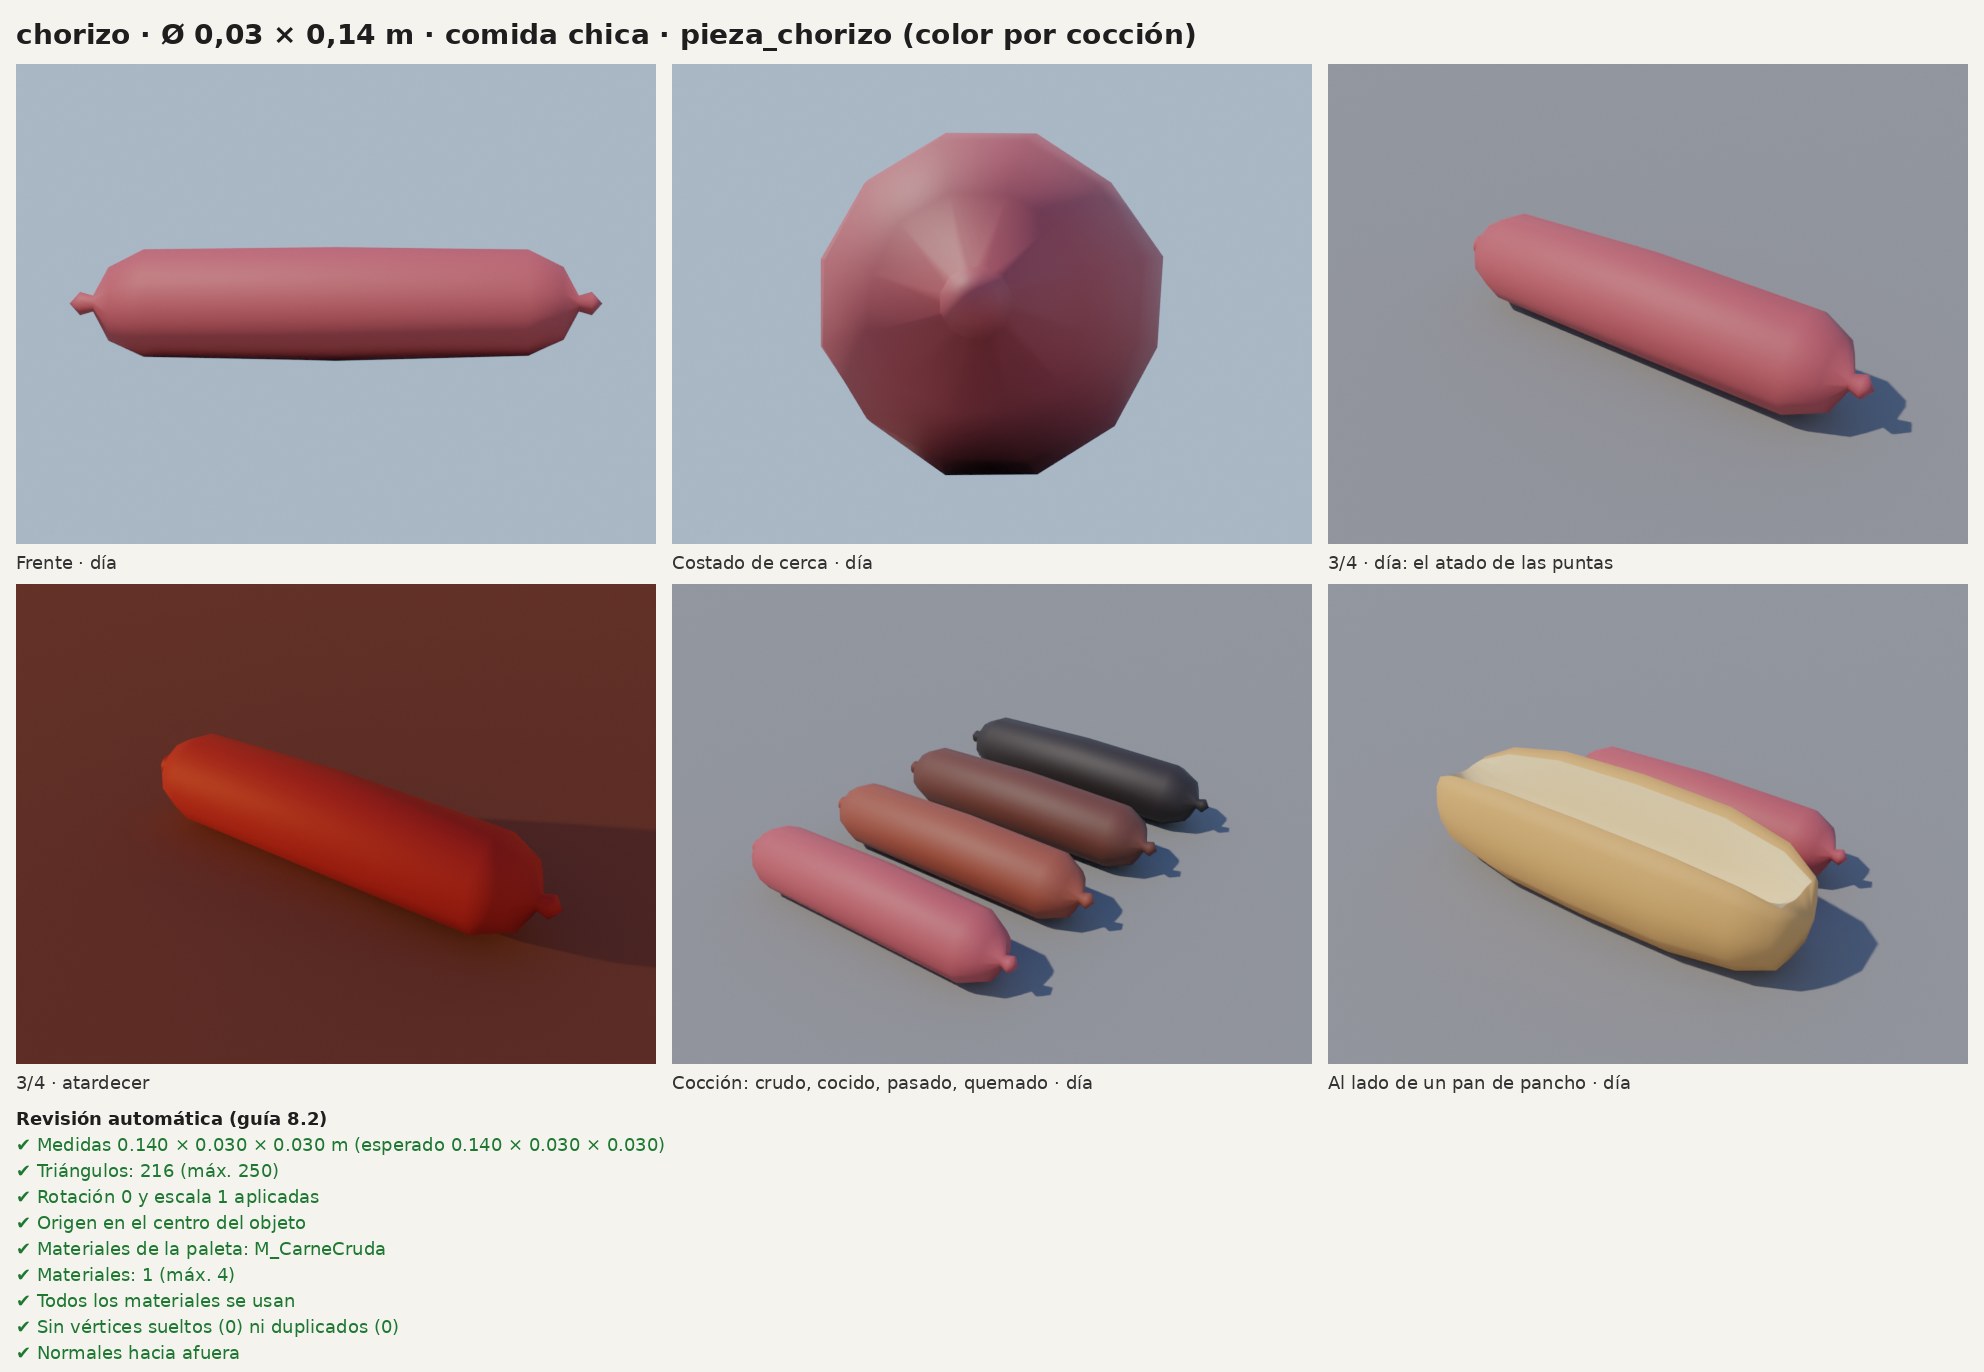 chorizo · Ø 0,03 × 0,14 m · comida chica · pieza_chorizo (color por cocción)
Frente · día
Costado de cerca · día
3/4 · día: el atado de las puntas
3/4 · atardecer
Cocción: crudo, cocido, pasado, quemado · día
Al lado de un pan de pancho · día
Revisión automática (guía 8.2)
✔ Medidas 0.140 × 0.030 × 0.030 m (esperado 0.140 × 0.030 × 0.030)
✔ Triángulos: 216 (máx. 250)
✔ Rotación 0 y escala 1 aplicadas
✔ Origen en el centro del objeto
✔ Materiales de la paleta: M_CarneCruda
✔ Materiales: 1 (máx. 4)
✔ Todos los materiales se usan
✔ Sin vértices sueltos (0) ni duplicados (0)
✔ Normales hacia afuera